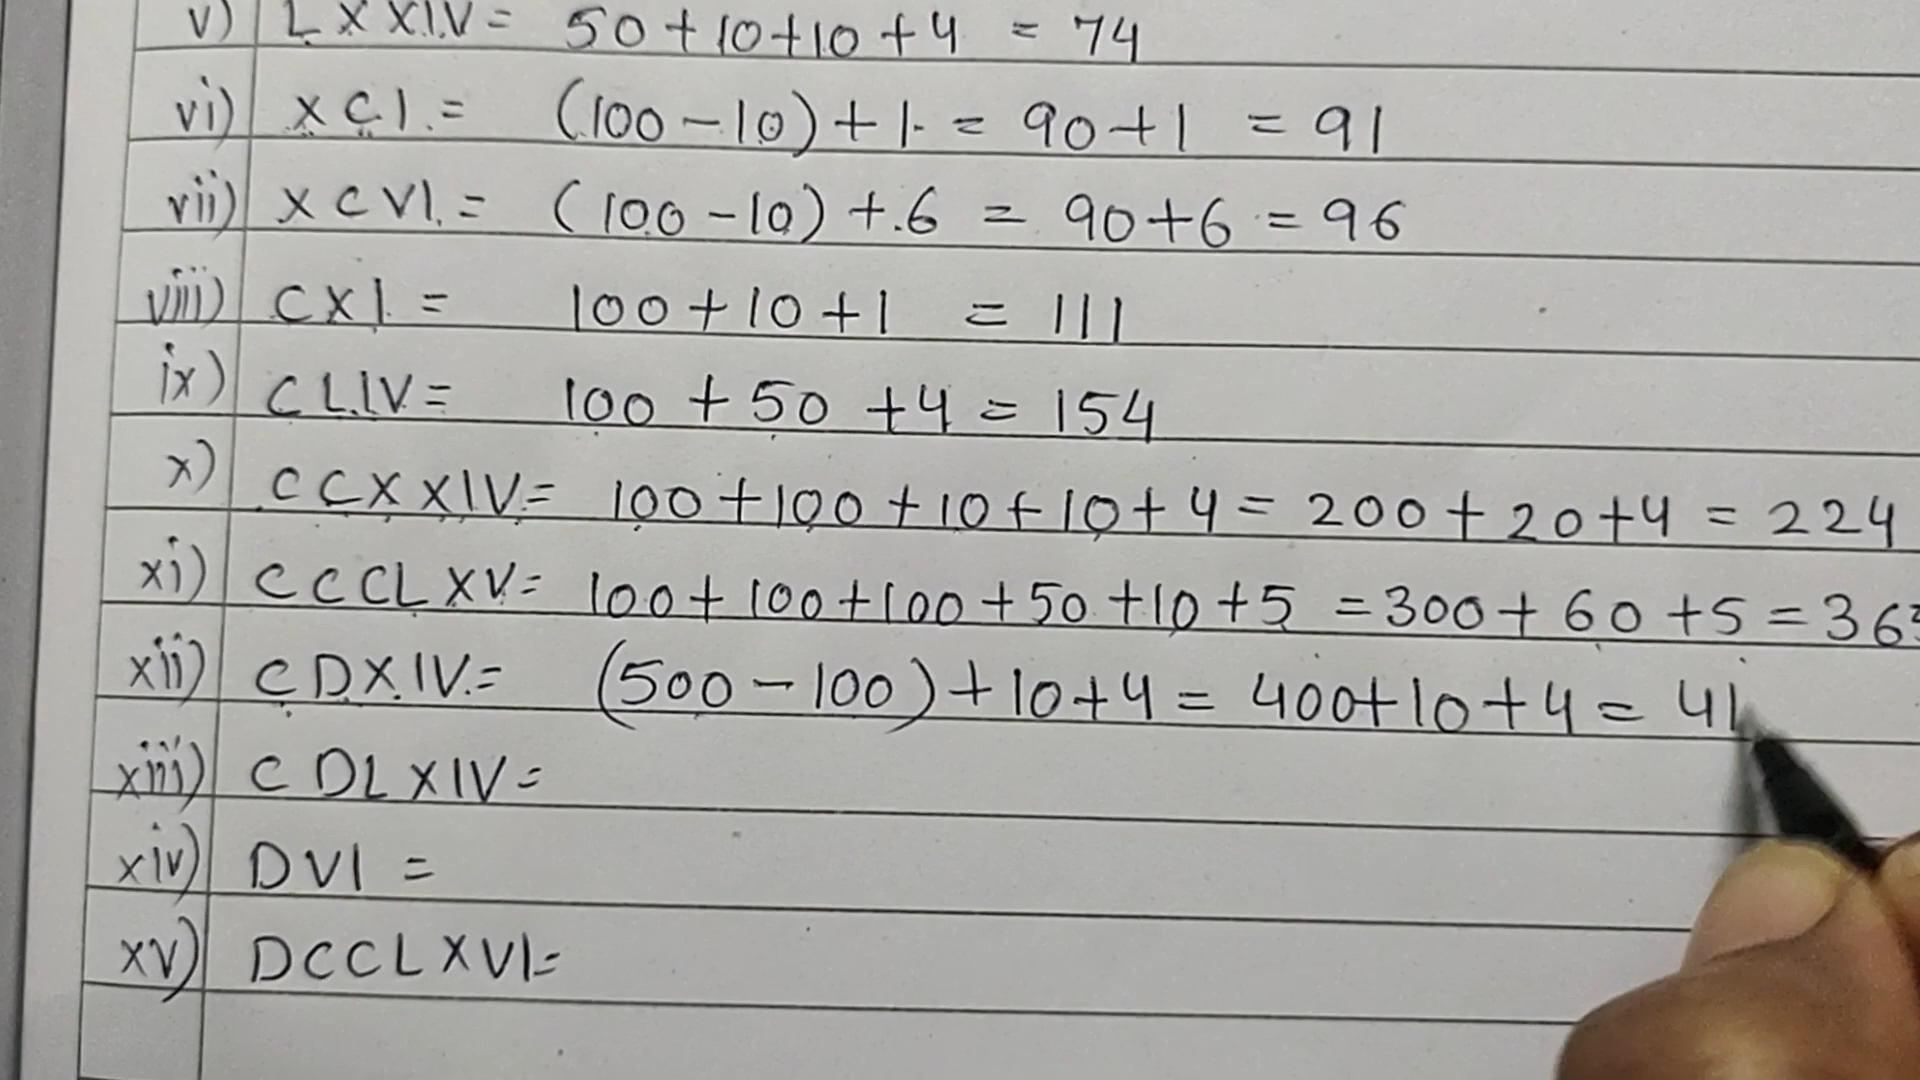 v) LXXIV = 50+10+10+4 = 74
vi) XCI. = (100-10)+1 = 90+1 = 91
vii) XCVI. = (100-10)+.6 = 90+6 = 96
viii) CXI. = 100+10+1 = 111
ix) CLIV = 100+50+4 = 154
x) CCXXIV = 100+100+10+10+4 = 200+20+4 = 224
xi) CCCLXV = 100+100+100+50+10+5 = 300+60+5 = 365
xii) CDXIV = (500-100)+10+4 = 400+10+4 = 41
xiii) CDLXIV =
xiv) DVI =
xv) DCCLXVI =